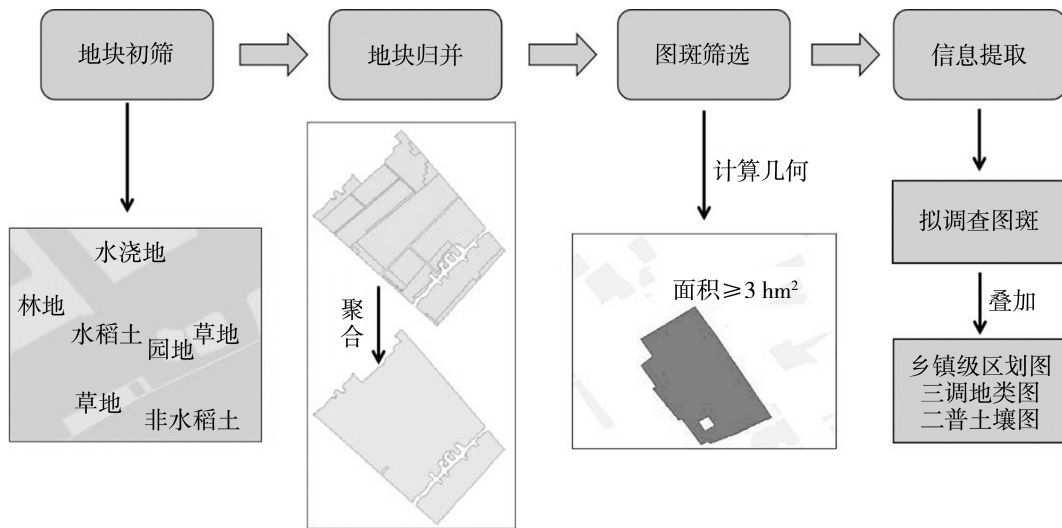 地块初筛
地块归并
图斑筛选
信息提取
水浇地
林地
水稻土
园地
草地
草地
非水稻土
聚合
计算几何
面积≥3 hm²
拟调查图斑
叠加
乡镇级区划图
三调地类图
二普土壤图